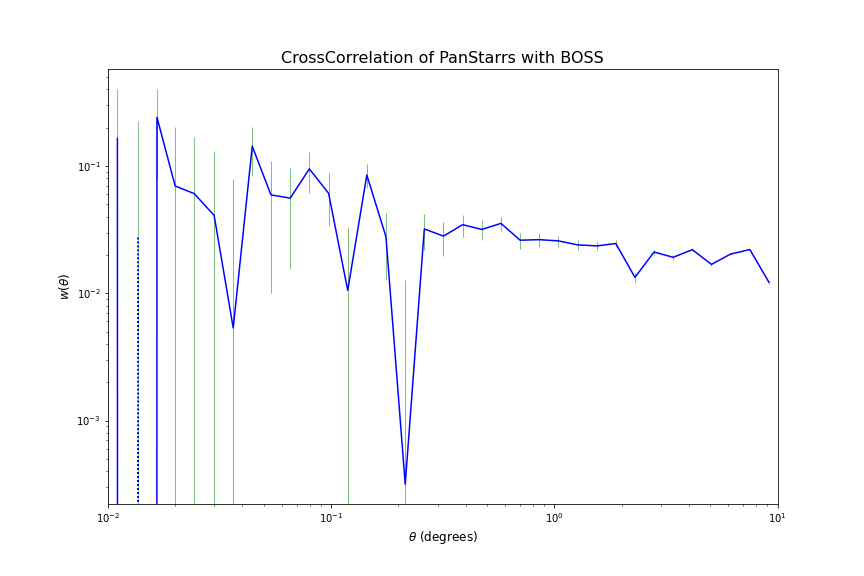 CrossCorrelation of PanStarrs with BOSS
w(θ)
10⁻¹
10⁻²
10⁻³
10⁻² 10⁻¹ 10⁰ 10¹
θ (degrees)